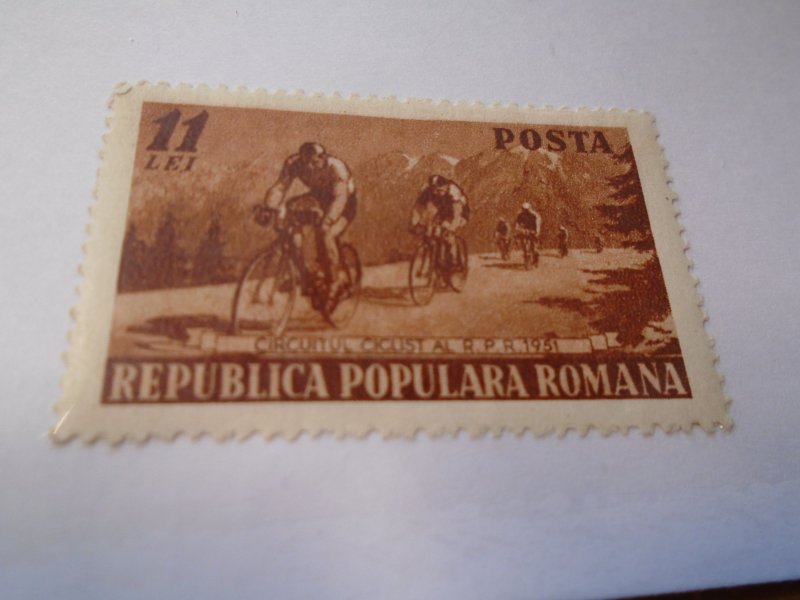 11 LEI
POSTA
CIRCUITUL CICLIST AL R.P.R. 1951
REPUBLICA POPULARA ROMANA